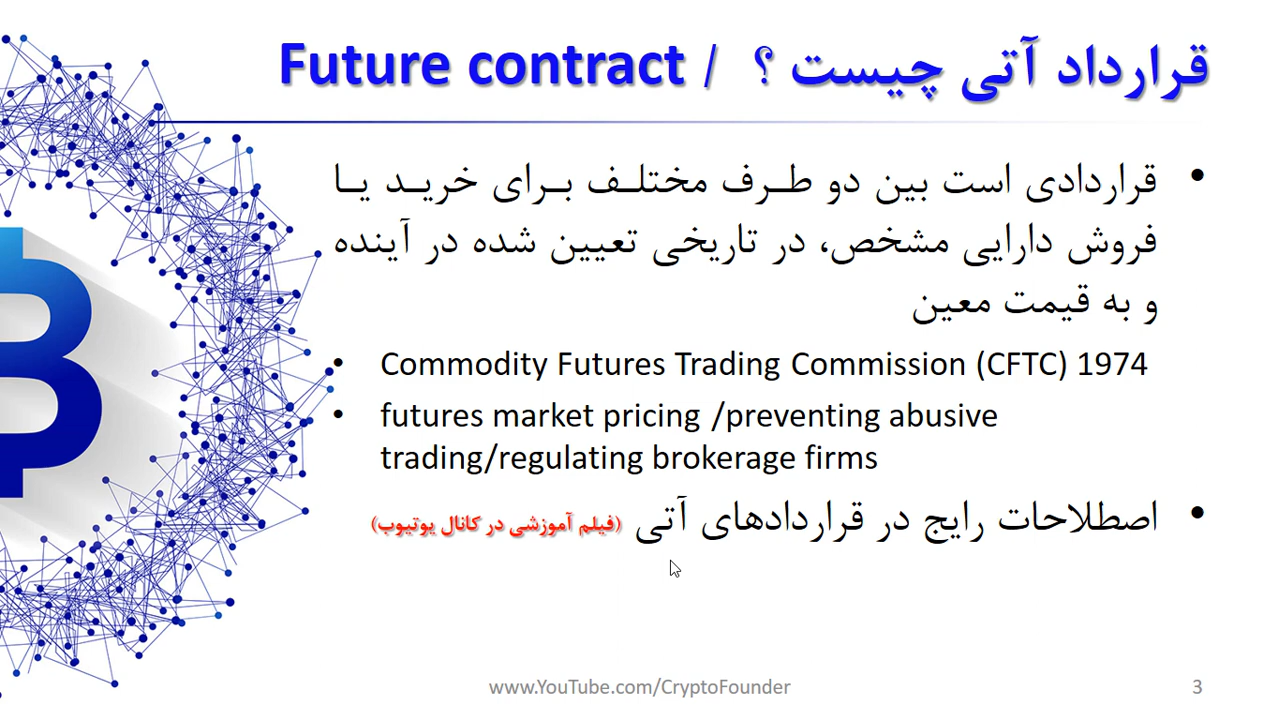 قرارداد آتی چیست ؟ / Future contract
• قراردادی است بین دو طرف مختلف برای خرید یا
فروش دارایی مشخص، در تاریخی تعیین شده در آینده
و به قیمت معین
• Commodity Futures Trading Commission (CFTC) 1974
• futures market pricing /preventing abusive
trading/regulating brokerage firms
• اصطلاحات رایج در قراردادهای آتی (فیلم آموزشی در کانال یوتیوب)
www.YouTube.com/CryptoFounder
3